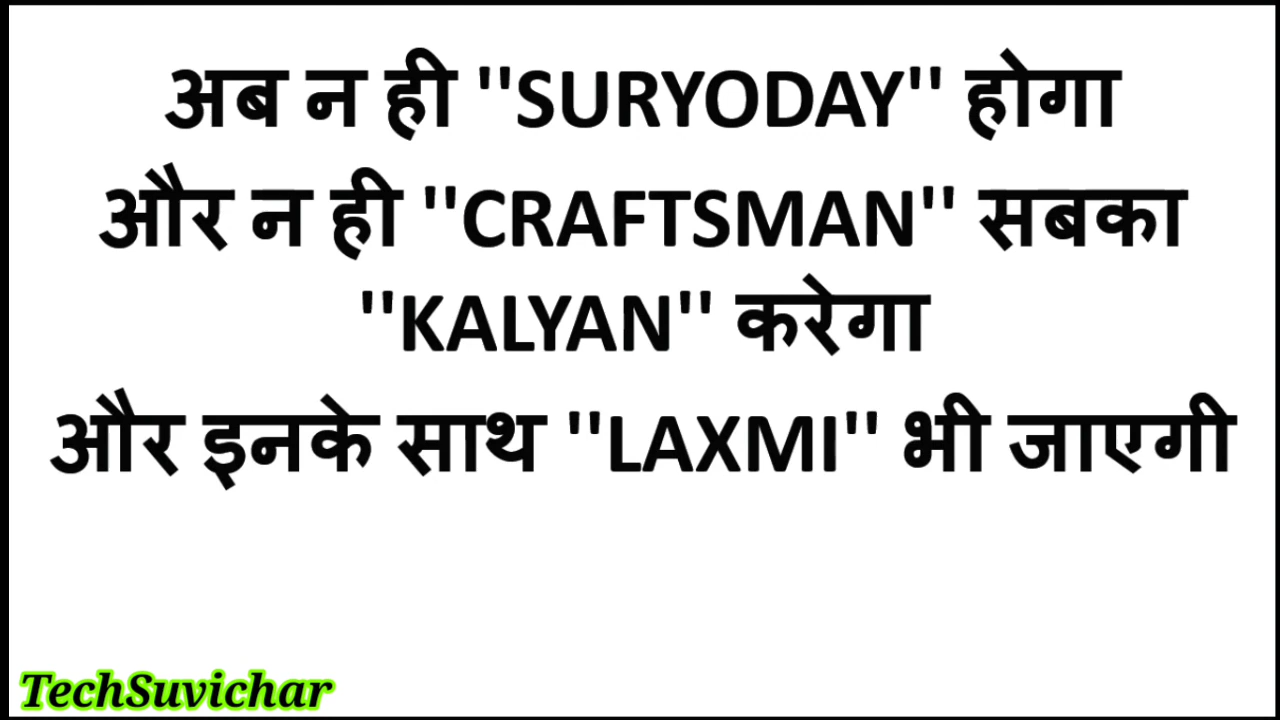 अब न ही ''SURYODAY'' होगा
और न ही ''CRAFTSMAN'' सबका
''KALYAN'' करेगा
और इनके साथ ''LAXMI'' भी जाएगी
TechSuvichar